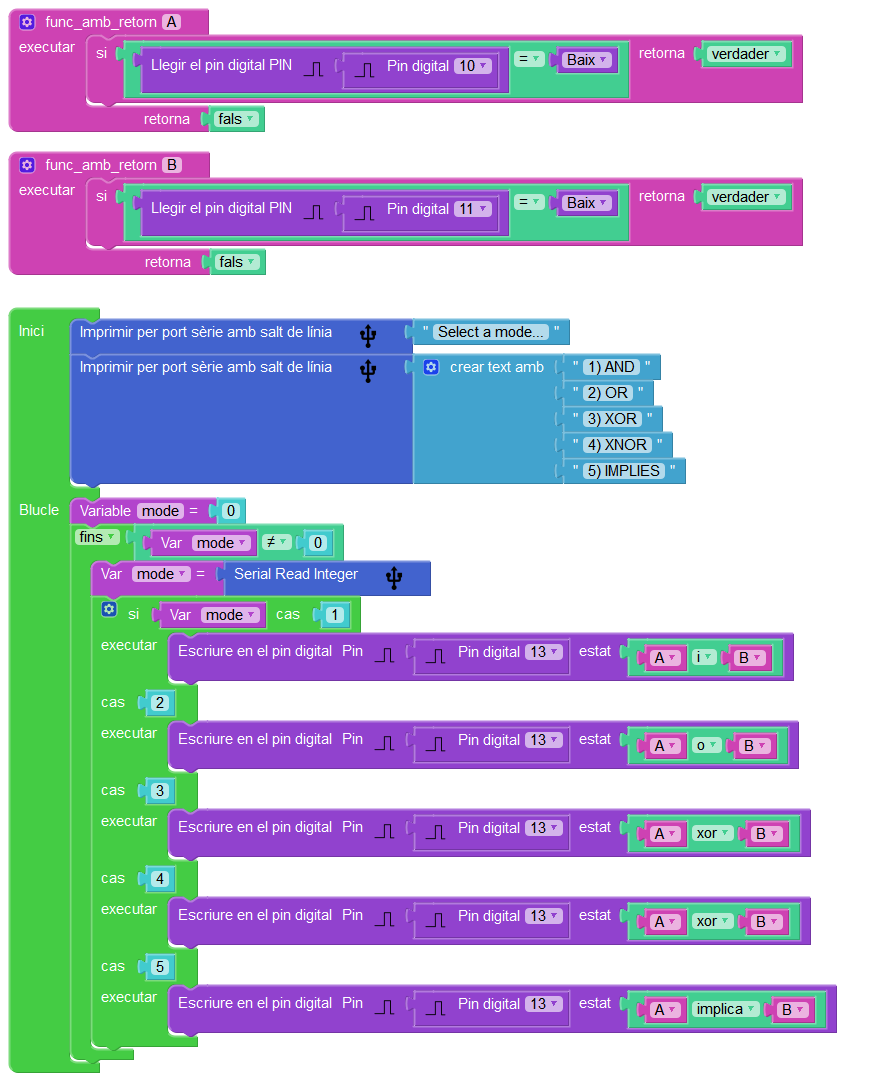 func_amb_retorn A
executar si Llegir el pin digital PIN Pin digital 10 = Baix retorna verdader
retorna fals
func_amb_retorn B
executar si Llegir el pin digital PIN Pin digital 11 = Baix retorna verdader
retorna fals
Inici Imprimir per port sèrie amb salt de línia " Select a mode... "
Imprimir per port sèrie amb salt de línia crear text amb " 1) AND "
" 2) OR "
" 3) XOR "
" 4) XNOR "
" 5) IMPLIES "
Blucle Variable mode = 0
fins Var mode ≠ 0
Var mode = Serial Read Integer
si Var mode cas 1
executar Escriure en el pin digital Pin Pin digital 13 estat A i B
cas 2
executar Escriure en el pin digital Pin Pin digital 13 estat A o B
cas 3
executar Escriure en el pin digital Pin Pin digital 13 estat A xor B
cas 4
executar Escriure en el pin digital Pin Pin digital 13 estat A xor B
cas 5
executar Escriure en el pin digital Pin Pin digital 13 estat A implica B